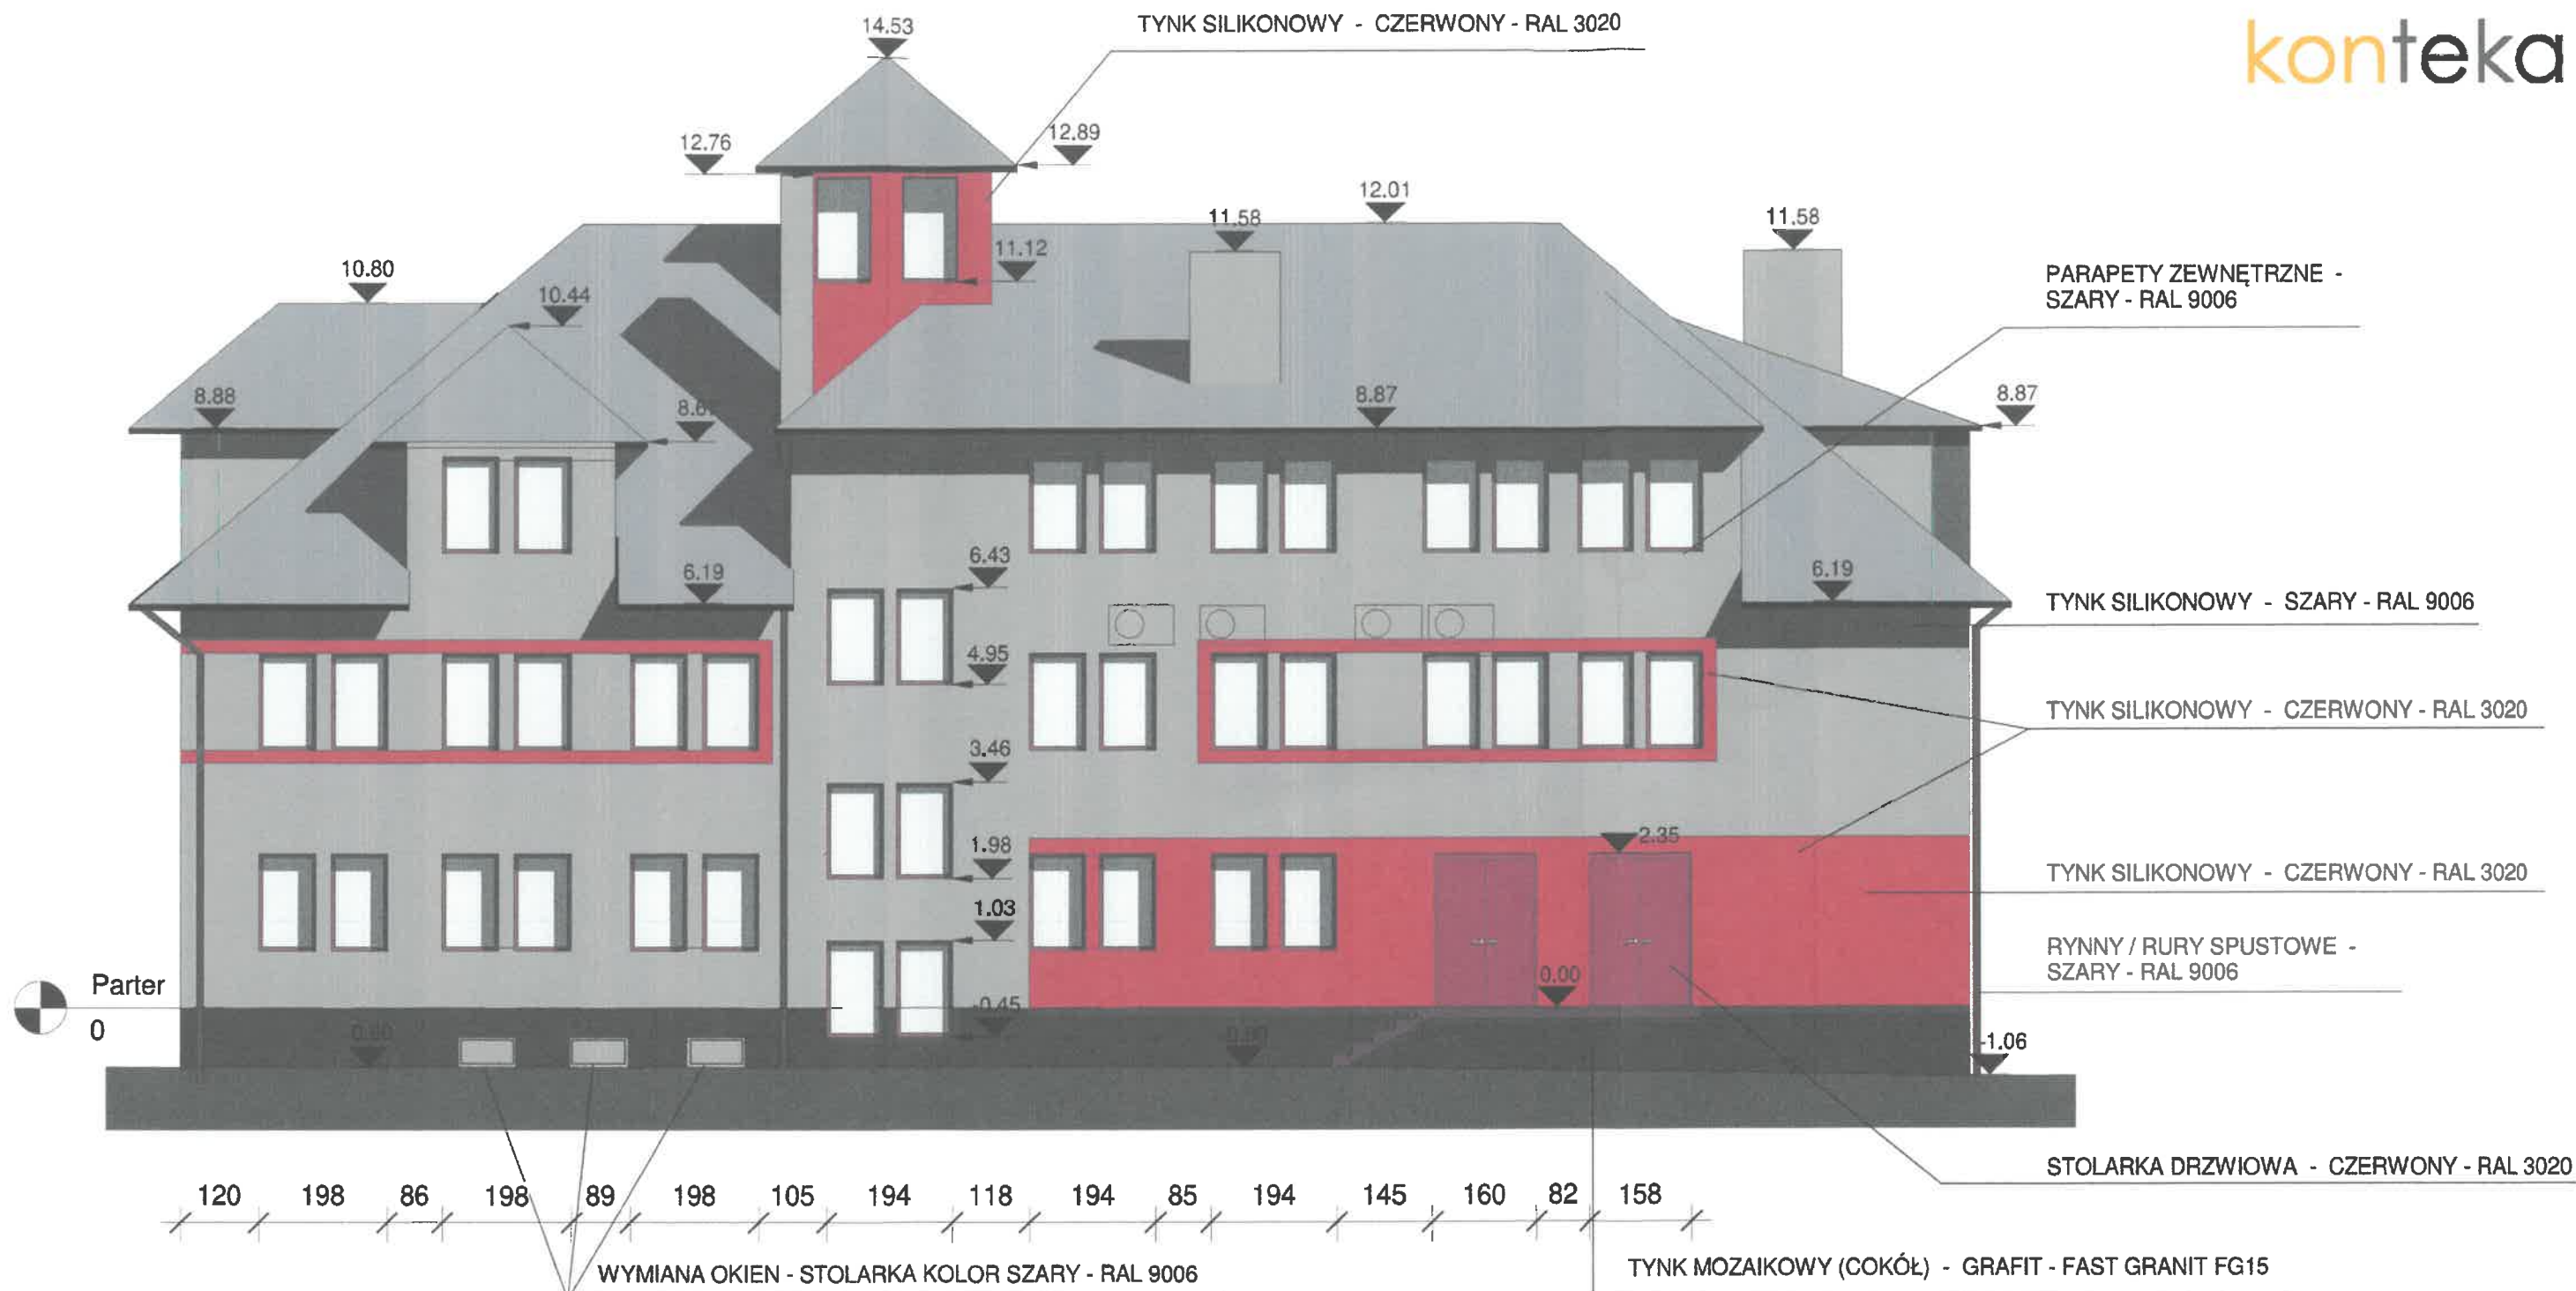 konteka
TYNK SILIKONOWY - CZERWONY - RAL 3020
14.53
12.76
12.89
12.01
11.58
11.58
11.12
10.80
10.44
PARAPETY ZEWNĘTRZNE -
SZARY - RAL 9006
8.88
8.87
8.87
6.43
6.19
6.19
TYNK SILIKONOWY - SZARY - RAL 9006
4.95
TYNK SILIKONOWY - CZERWONY - RAL 3020
3.46
1.98
2.35
TYNK SILIKONOWY - CZERWONY - RAL 3020
1.03
RYNNY / RURY SPUSTOWE -
SZARY - RAL 9006
Parter
0
0.00
-0.45
-1.06
STOLARKA DRZWIOWA - CZERWONY - RAL 3020
120 198 86 198 89 198 105 194 118 194 85 194 145 160 82 158
WYMIANA OKIEN - STOLARKA KOLOR SZARY - RAL 9006
TYNK MOZAIKOWY (COKÓŁ) - GRAFIT - FAST GRANIT FG15